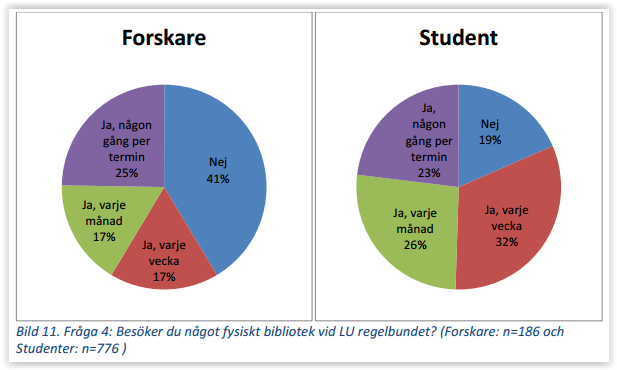 Forskare
Ja, någon
gång per
termin
25%
Nej
41%
Ja, varje
månad
17%
Ja, varje
vecka
17%
Student
Ja,
någon
gång per
termin
23%
Nej
19%
Ja, varje
månad
26%
Ja, varje
vecka
32%
Bild 11. Fråga 4: Besöker du något fysiskt bibliotek vid LU regelbundet? (Forskare: n=186 och
Studenter: n=776 )